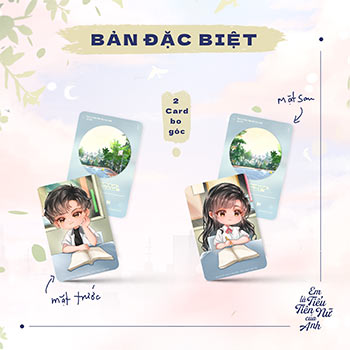 BẢN ĐẶC BIỆT
2
Card
bo
góc
mặt sau
mặt trước
Em
là Tiểu
Tiên Nữ
của
Anh